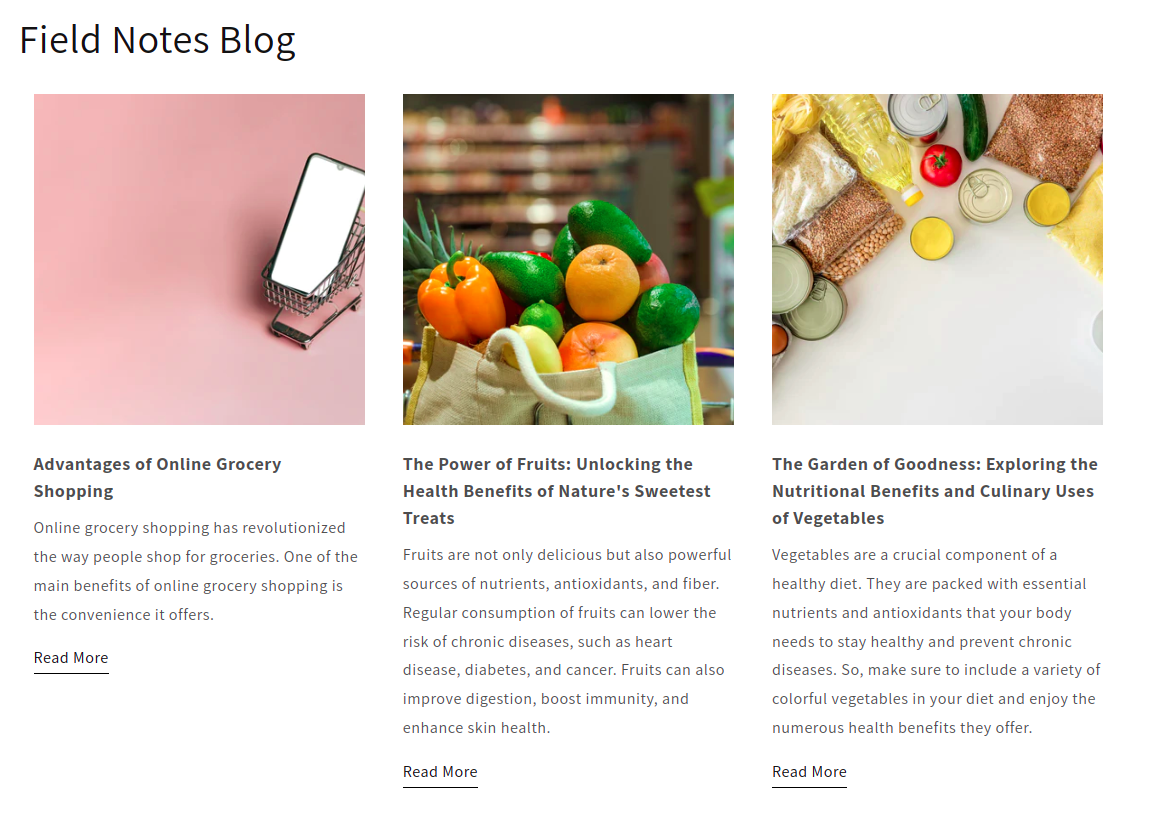 Field Notes Blog
Advantages of Online Grocery
Shopping
Online grocery shopping has revolutionized
the way people shop for groceries. One of the
main benefits of online grocery shopping is
the convenience it offers.
Read More
The Power of Fruits: Unlocking the
Health Benefits of Nature's Sweetest
Treats
Fruits are not only delicious but also powerful
sources of nutrients, antioxidants, and fiber.
Regular consumption of fruits can lower the
risk of chronic diseases, such as heart
disease, diabetes, and cancer. Fruits can also
improve digestion, boost immunity, and
enhance skin health.
Read More
The Garden of Goodness: Exploring the
Nutritional Benefits and Culinary Uses
of Vegetables
Vegetables are a crucial component of a
healthy diet. They are packed with essential
nutrients and antioxidants that your body
needs to stay healthy and prevent chronic
diseases. So, make sure to include a variety of
colorful vegetables in your diet and enjoy the
numerous health benefits they offer.
Read More